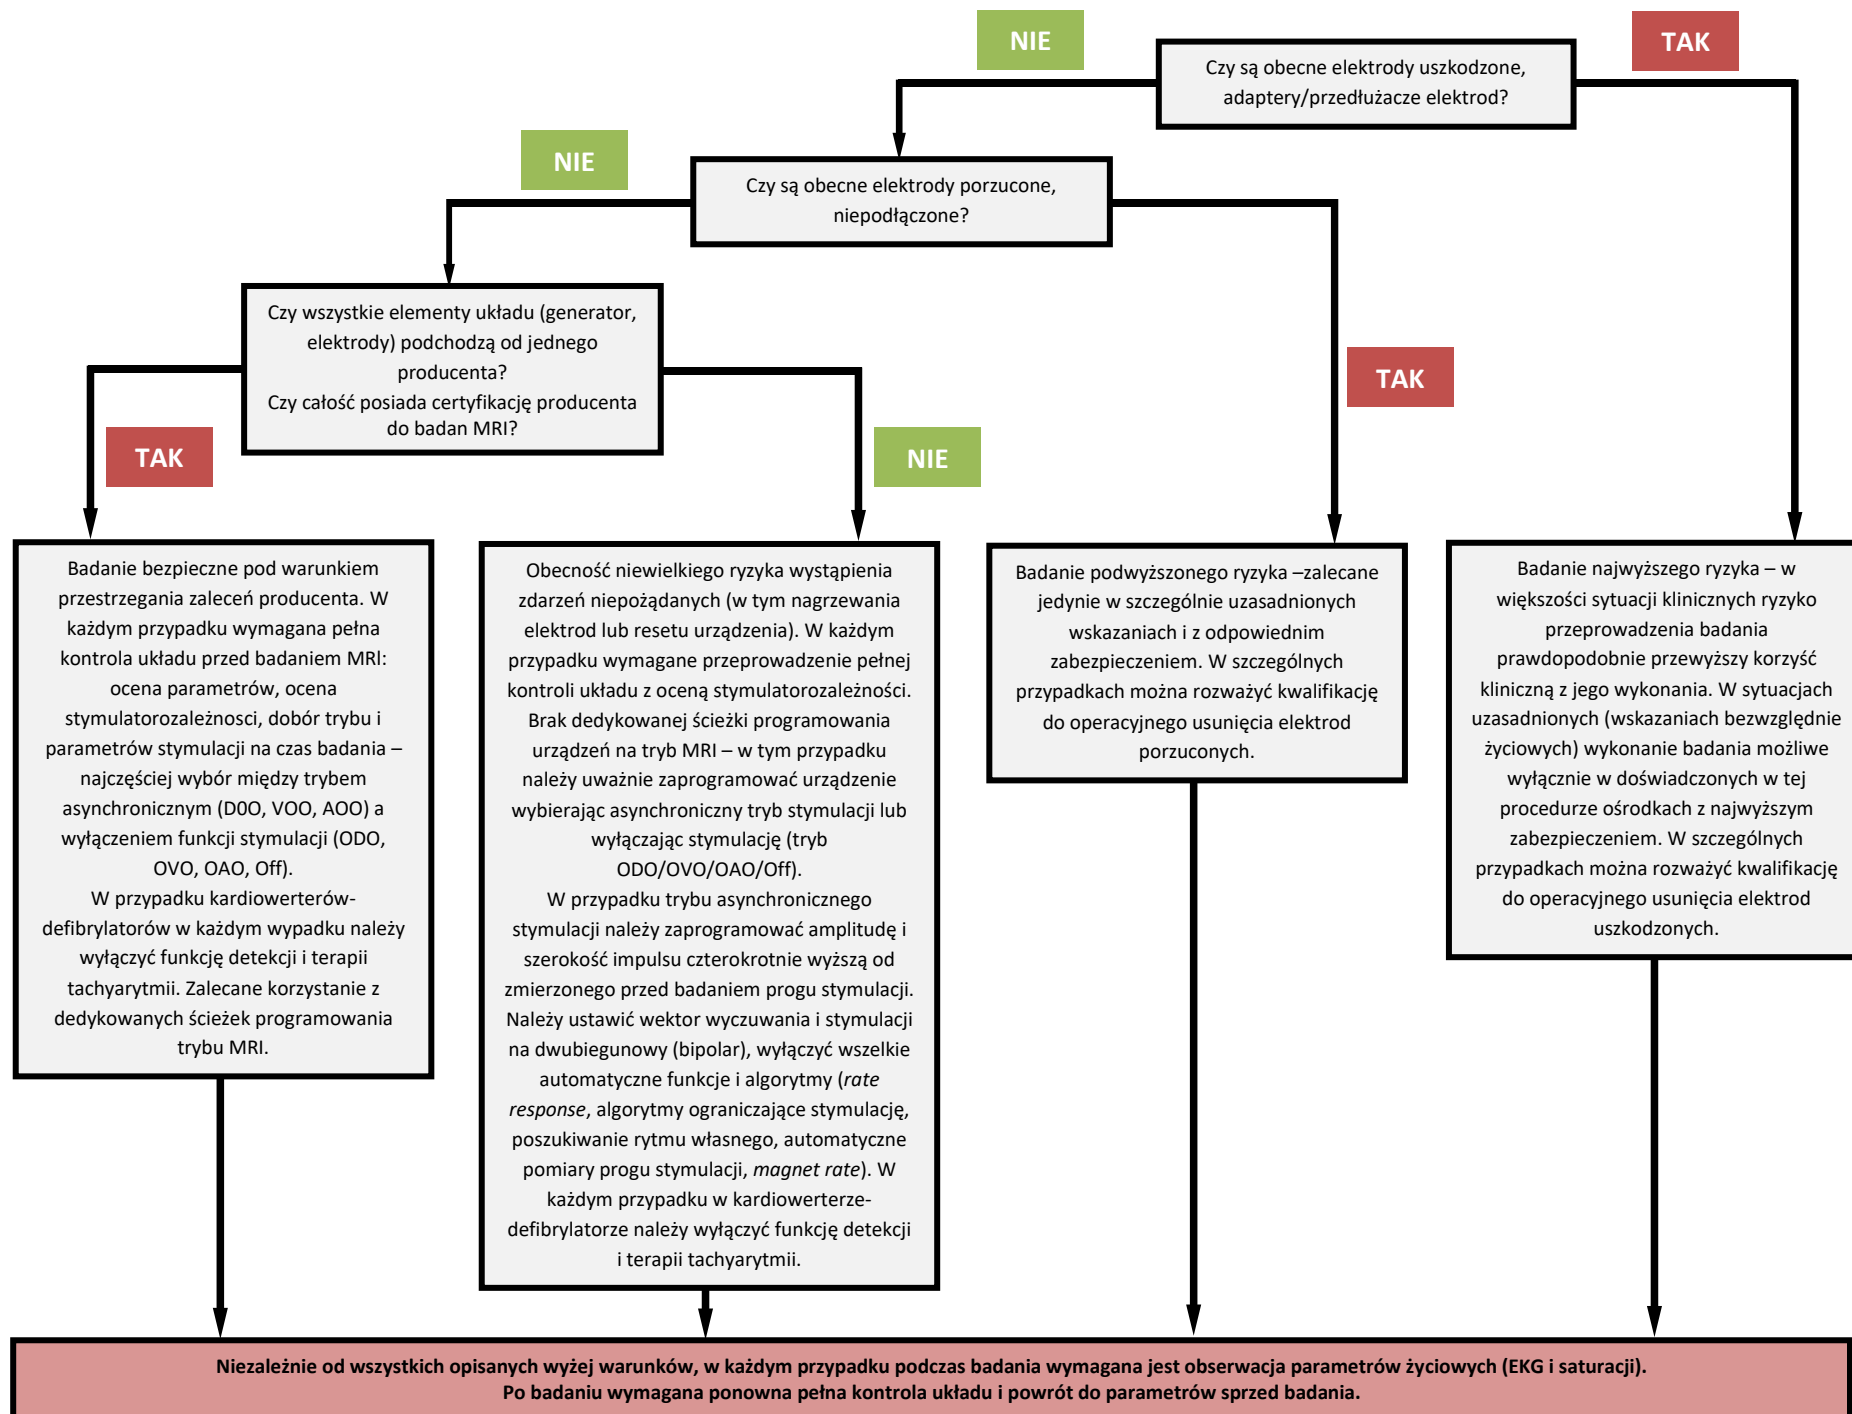 NIE
TAK
Czy są obecne elektrody uszkodzone,
adaptery/przedłużacze elektrod?
NIE
Czy są obecne elektrody porzucone,
niepodłączone?
Czy wszystkie elementy układu (generator,
elektrody) podchodzą od jednego
producenta?
Czy całość posiada certyfikację producenta
do badan MRI?
TAK
TAK
NIE
Badanie bezpieczne pod warunkiem
przestrzegania zaleceń producenta. W
każdym przypadku wymagana pełna
kontrola układu przed badaniem MRI:
ocena parametrów, ocena
stymulatorozależnosci, dobór trybu i
parametrów stymulacji na czas badania –
najczęściej wybór między trybem
asynchronicznym (D0O, VOO, AOO) a
wyłączeniem funkcji stymulacji (ODO,
OVO, OAO, Off).
W przypadku kardiowerterów-
defibrylatorów w każdym wypadku należy
wyłączyć funkcję detekcji i terapii
tachyarytmii. Zalecane korzystanie z
dedykowanych ścieżek programowania
trybu MRI.
Obecność niewielkiego ryzyka wystąpienia
zdarzeń niepożądanych (w tym nagrzewania
elektrod lub resetu urządzenia). W każdym
przypadku wymagane przeprowadzenie pełnej
kontroli układu z oceną stymulatorozależności.
Brak dedykowanej ścieżki programowania
urządzeń na tryb MRI – w tym przypadku
należy uważnie zaprogramować urządzenie
wybierając asynchroniczny tryb stymulacji lub
wyłączając stymulację (tryb
ODO/OVO/OAO/Off).
W przypadku trybu asynchronicznego
stymulacji należy zaprogramować amplitudę i
szerokość impulsu czterokrotnie wyższą od
zmierzonego przed badaniem progu stymulacji.
Należy ustawić wektor wyczuwania i stymulacji
na dwubiegunowy (bipolar), wyłączyć wszelkie
automatyczne funkcje i algorytmy (rate
response, algorytmy ograniczające stymulację,
poszukiwanie rytmu własnego, automatyczne
pomiary progu stymulacji, magnet rate). W
każdym przypadku w kardiowerterze-
defibrylatorze należy wyłączyć funkcję detekcji
i terapii tachyarytmii.
Badanie podwyższonego ryzyka –zalecane
jedynie w szczególnie uzasadnionych
wskazaniach i z odpowiednim
zabezpieczeniem. W szczególnych
przypadkach można rozważyć kwalifikację
do operacyjnego usunięcia elektrod
porzuconych.
Badanie najwyższego ryzyka – w
większości sytuacji klinicznych ryzyko
przeprowadzenia badania
prawdopodobnie przewyższy korzyść
kliniczną z jego wykonania. W sytuacjach
uzasadnionych (wskazaniach bezwzględnie
życiowych) wykonanie badania możliwe
wyłącznie w doświadczonych w tej
procedurze ośrodkach z najwyższym
zabezpieczeniem. W szczególnych
przypadkach można rozważyć kwalifikację
do operacyjnego usunięcia elektrod
uszkodzonych.
Niezależnie od wszystkich opisanych wyżej warunków, w każdym przypadku podczas badania wymagana jest obserwacja parametrów życiowych (EKG i saturacji).
Po badaniu wymagana ponowna pełna kontrola układu i powrót do parametrów sprzed badania.